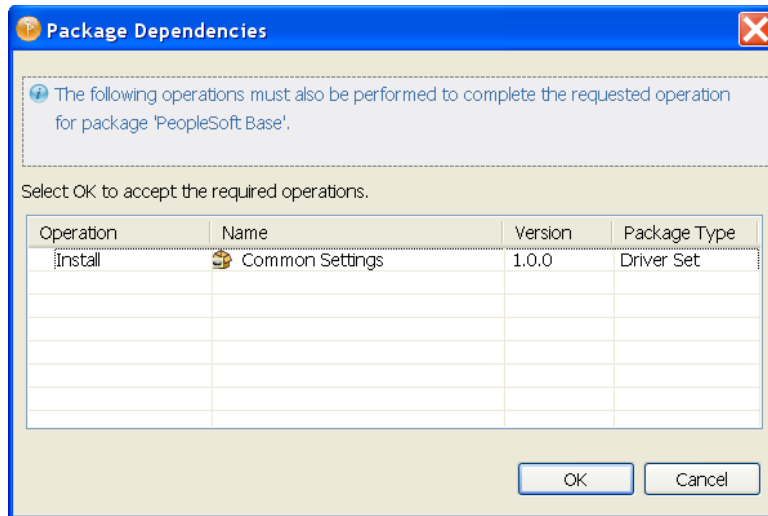 Package Dependencies
The following operations must also be performed to complete the requested operation
for package 'PeopleSoft Base'.
Select OK to accept the required operations.
Operation Name Version Package Type
Install Common Settings 1.0.0 Driver Set
OK Cancel